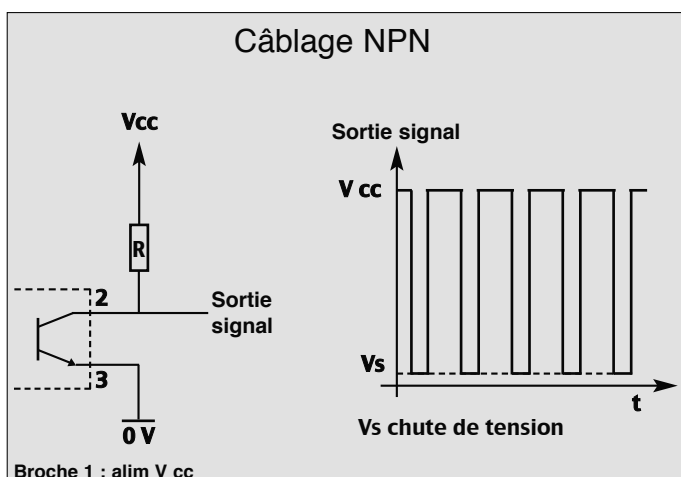 Câblage NPN
Vcc
R
2
Sortie
signal
3
0 V
Broche 1 : alim V cc
Sortie signal
V cc
Vs
t
Vs chute de tension